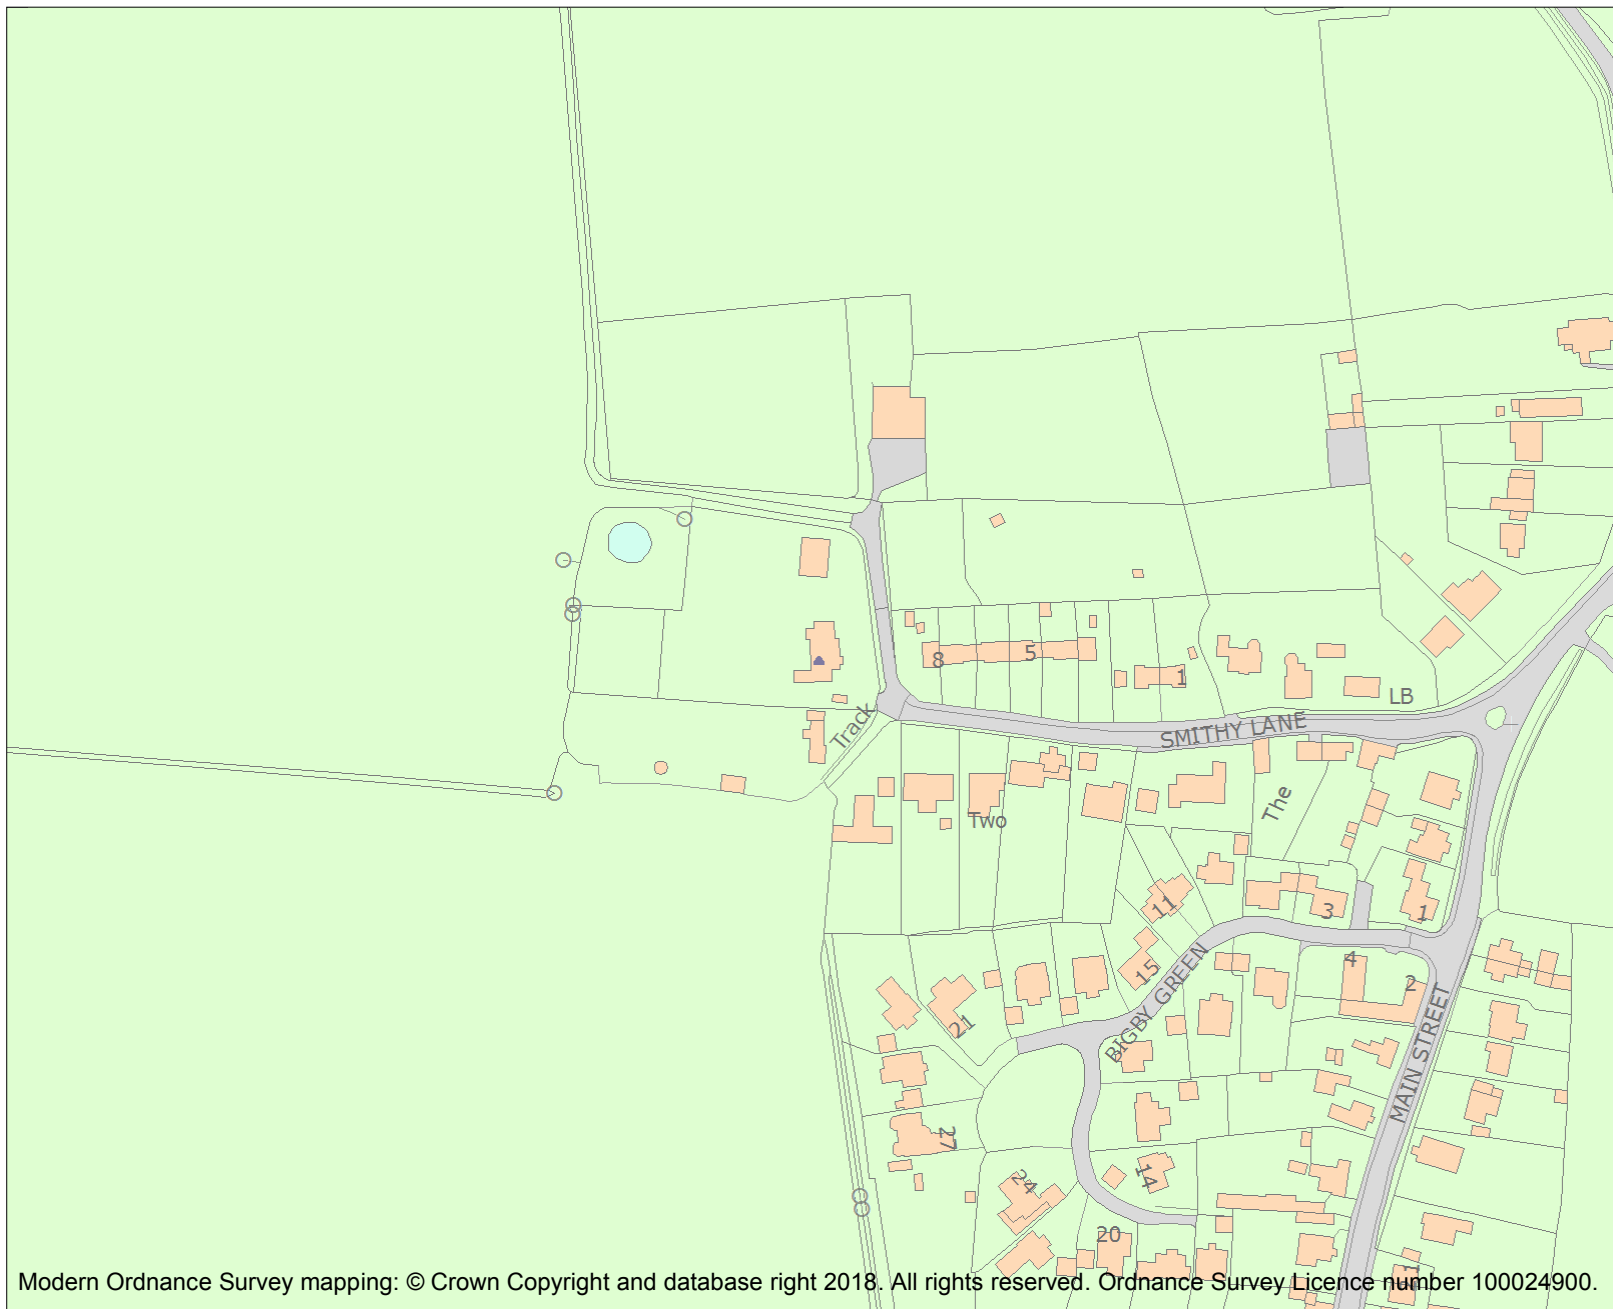 8
5
1
LB
SMITHY LANE
Track
The
Two
11
3
1
15
4
2
BIGBY GREEN
21
MAIN STREET
27
24
14
20
Modern Ordnance Survey mapping: © Crown Copyright and database right 2018. All rights reserved. Ordnance Survey Licence number 100024900.